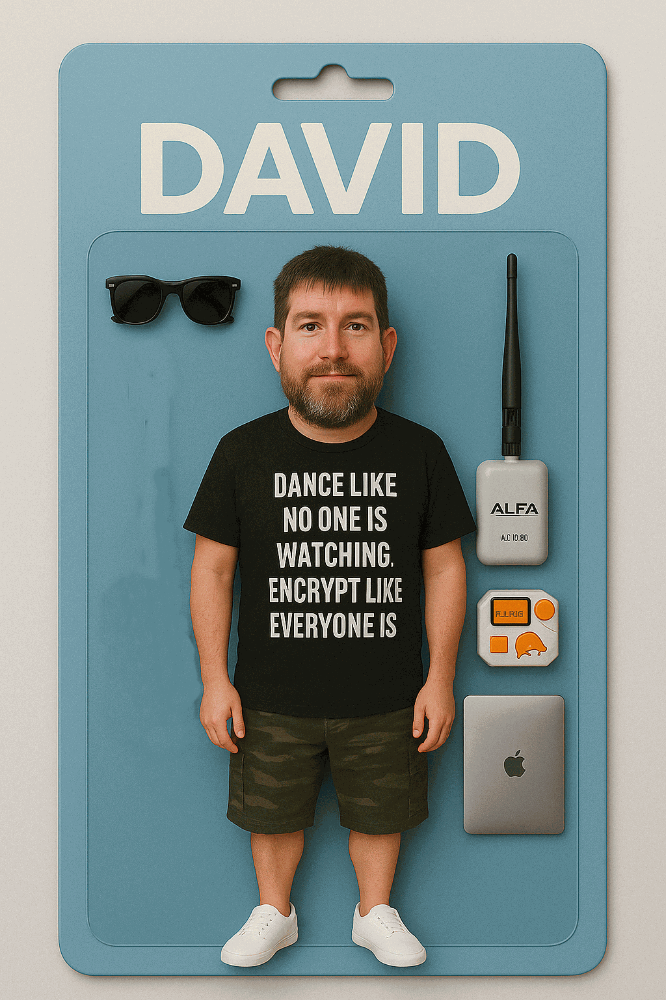 DAVID
DANCE LIKE
NO ONE IS
WATCHING.
ENCRYPT LIKE
EVERYONE IS
ALFA